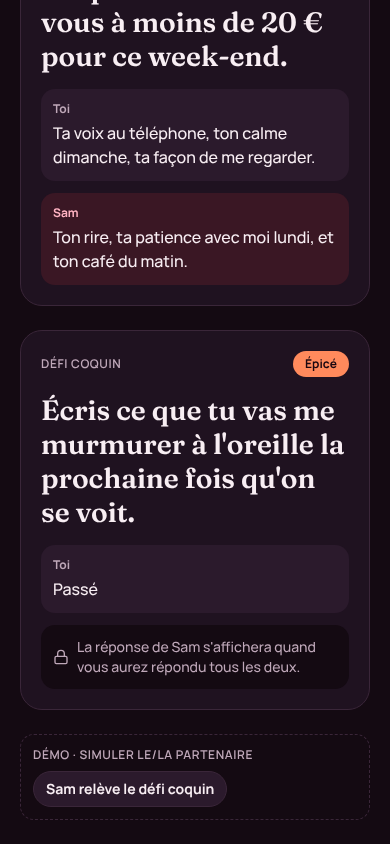 vous à moins de 20 €
pour ce week-end.
Toi
Ta voix au téléphone, ton calme
dimanche, ta façon de me regarder.
Sam
Ton rire, ta patience avec moi lundi, et
ton café du matin.
DÉFI COQUIN
Épicé
Écris ce que tu vas me
murmurer à l'oreille la
prochaine fois qu'on
se voit.
Toi
Passé
La réponse de Sam s'affichera quand
vous aurez répondu tous les deux.
DÉMO · SIMULER LE/LA PARTENAIRE
Sam relève le défi coquin